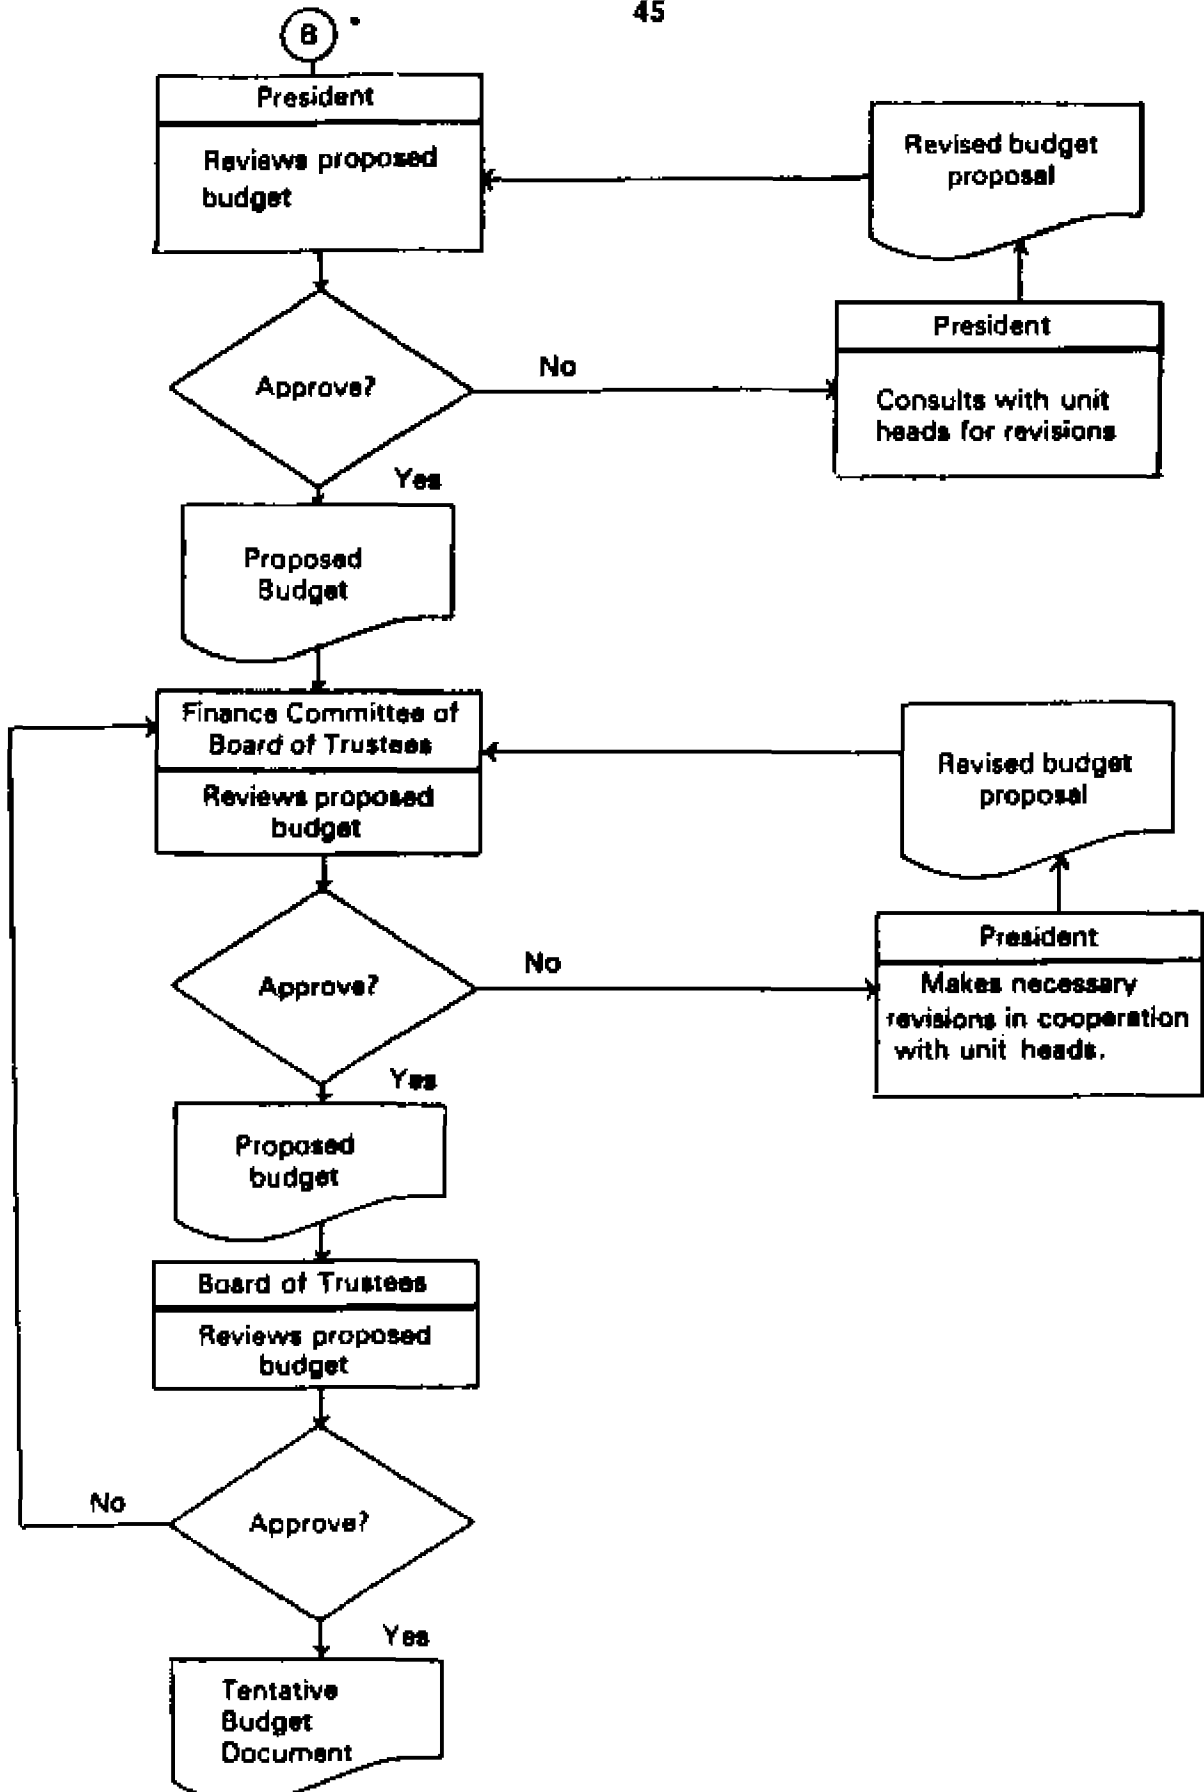 45
B
President
Reviews proposed
budget
Revised budget
proposal
President
Consults with unit
heads for revisions
Approve?
No
Yes
Proposed
Budget
Finance Committee of
Board of Trustees
Reviews proposed
budget
Revised budget
proposal
President
Makes necessary
revisions in cooperation
with unit heads.
Approve?
No
Yes
Proposed
budget
Board of Trustees
Reviews proposed
budget
Approve?
No
Yes
Tentative
Budget
Document